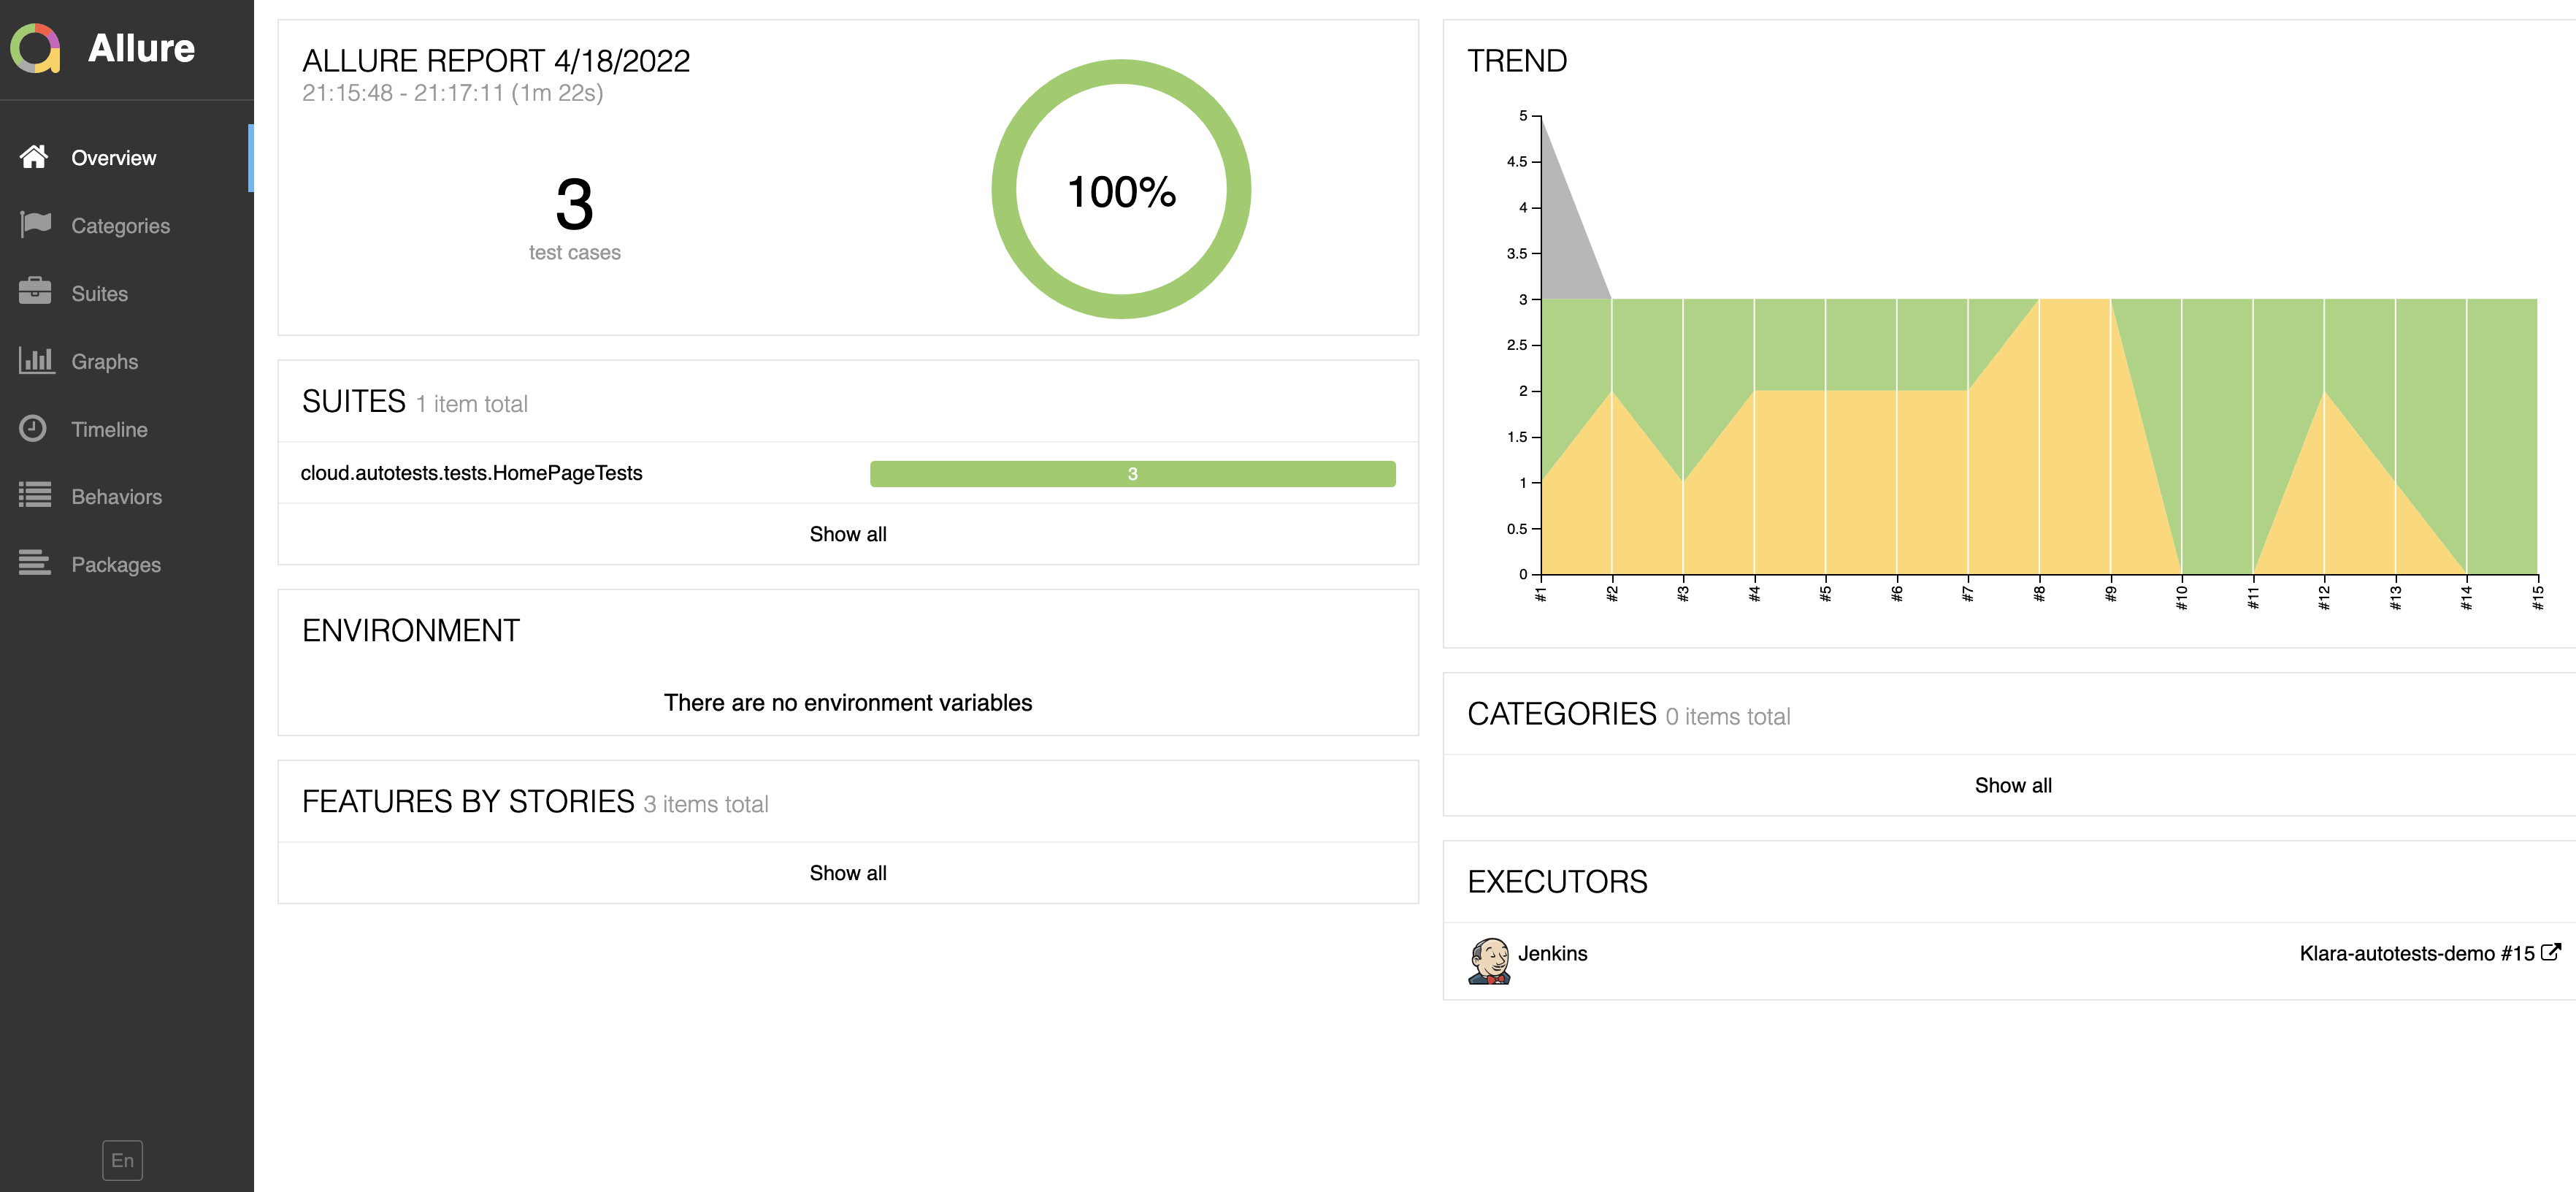 Allure
Overview
Categories
Suites
Graphs
Timeline
Behaviors
Packages
En
ALLURE REPORT 4/18/2022
21:15:48 - 21:17:11 (1m 22s)
3
test cases
100%
SUITES 1 item total
cloud.autotests.tests.HomePageTests 3
Show all
ENVIRONMENT
There are no environment variables
FEATURES BY STORIES 3 items total
Show all
TREND
5
4.5
4
3.5
3
2.5
2
1.5
1
0.5
0
#1
#2
#3
#4
#5
#6
#7
#8
#9
#10
#11
#12
#13
#14
#15
CATEGORIES 0 items total
Show all
EXECUTORS
Jenkins Klara-autotests-demo #15